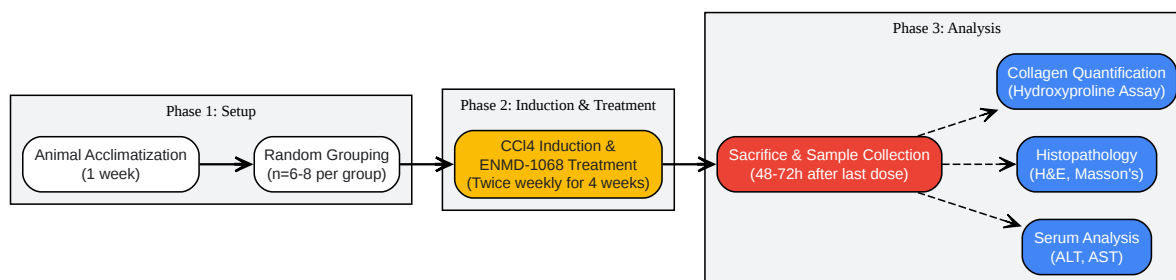 Phase 1: Setup
Animal Acclimatization
(1 week)
Random Grouping
(n=6-8 per group)
Phase 2: Induction & Treatment
CCl4 Induction &
ENMD-1068 Treatment
(Twice weekly for 4 weeks)
Phase 3: Analysis
Sacrifice & Sample Collection
(48-72h after last dose)
Collagen Quantification
(Hydroxyproline Assay)
Histopathology
(H&E, Masson's)
Serum Analysis
(ALT, AST)